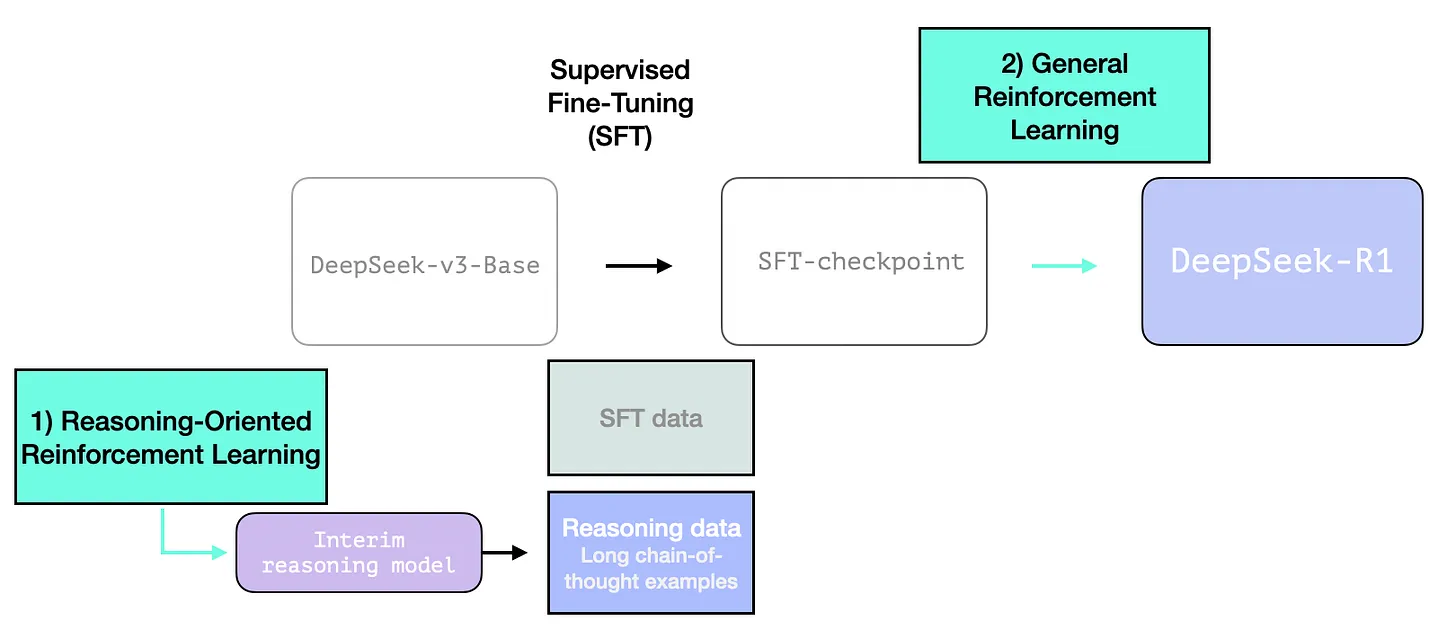 Supervised
Fine-Tuning
(SFT)
2) General
Reinforcement
Learning
DeepSeek-v3-Base
SFT-checkpoint
DeepSeek-R1
1) Reasoning-Oriented
Reinforcement Learning
SFT data
Interim
reasoning model
Reasoning data
Long chain-of-
thought examples